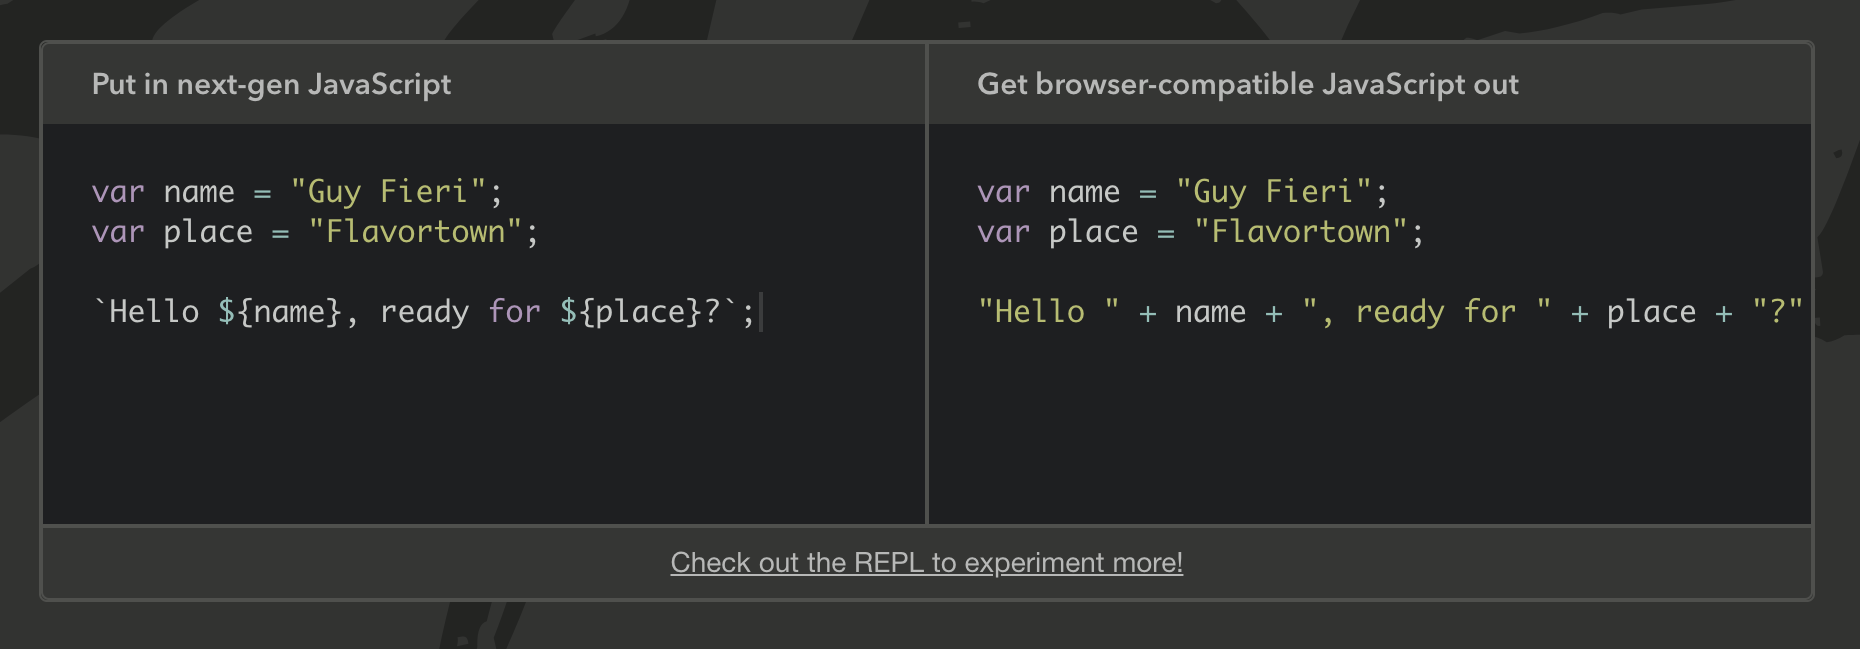 Put in next-gen JavaScript
Get browser-compatible JavaScript out
var name = "Guy Fieri";
var place = "Flavortown";
`Hello ${name}, ready for ${place}?`;
var name = "Guy Fieri";
var place = "Flavortown";
"Hello " + name + ", ready for " + place + "?"
Check out the REPL to experiment more!